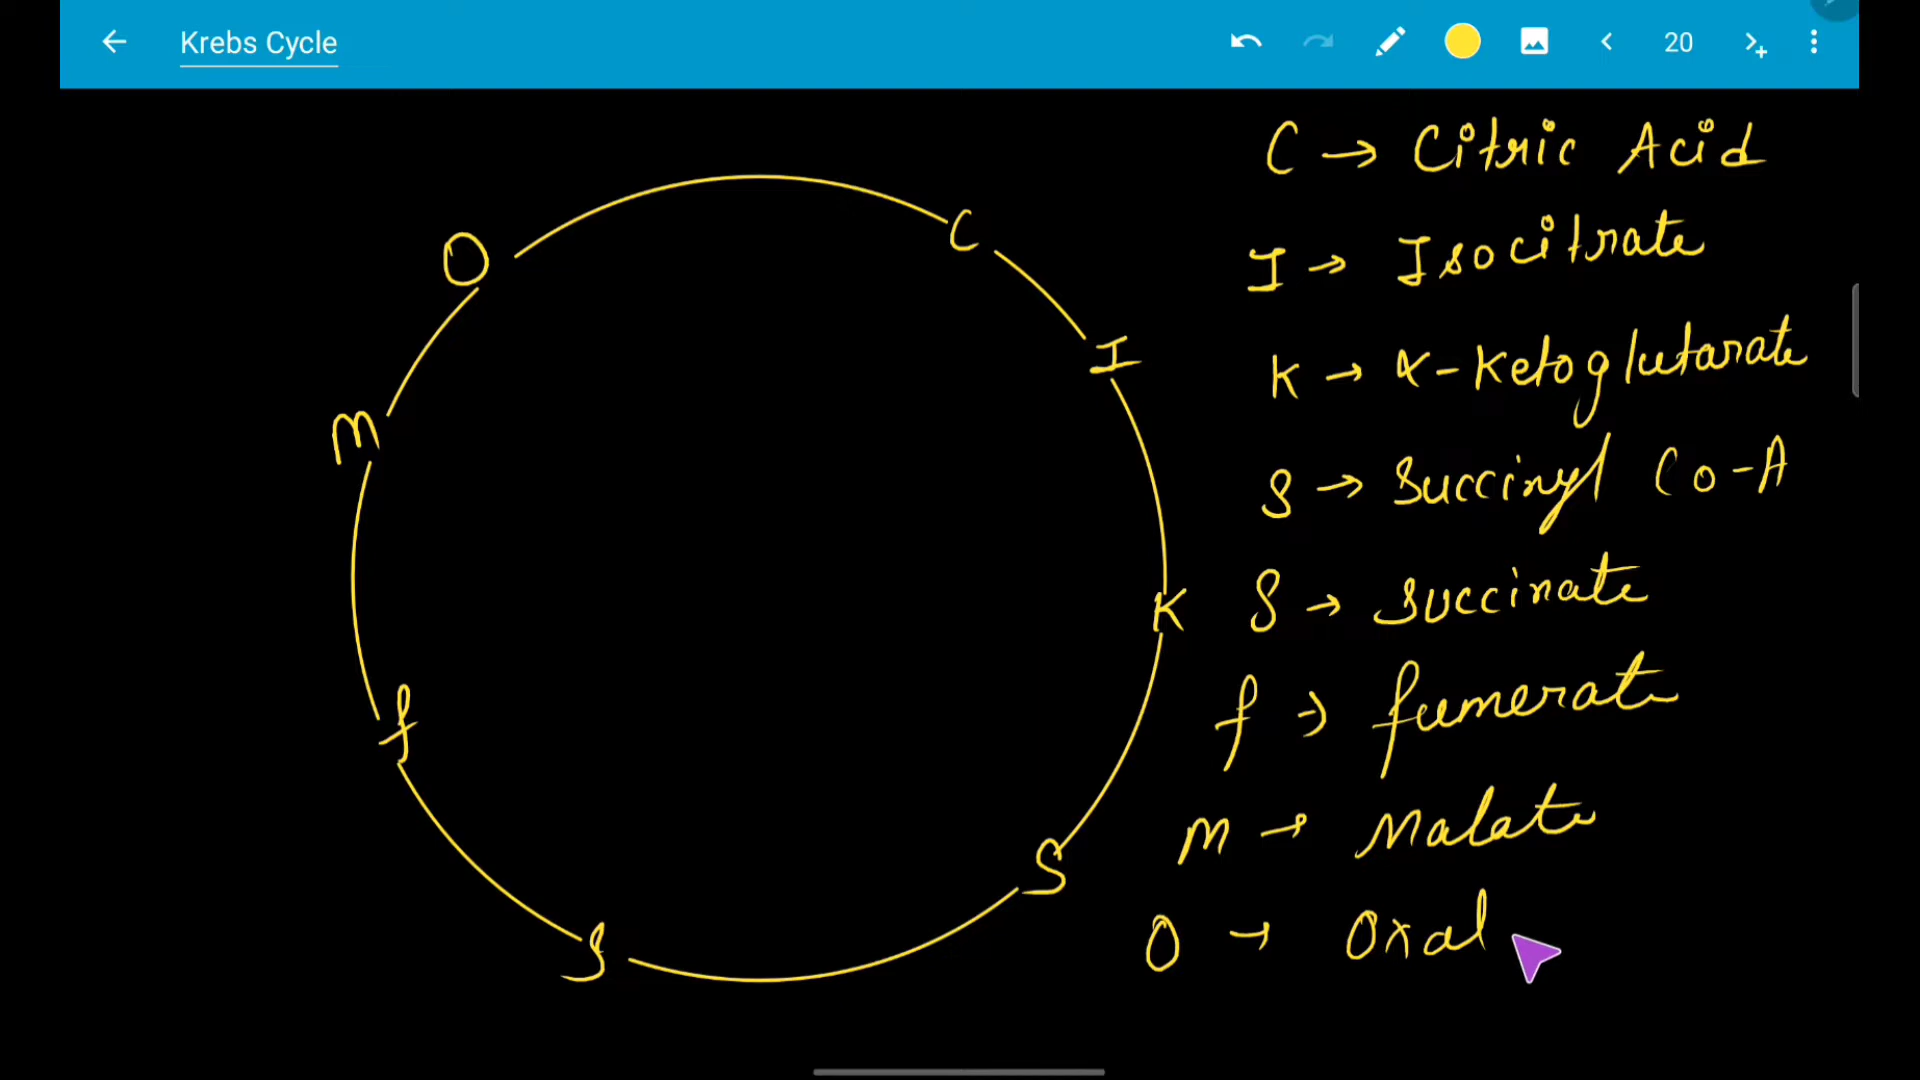 Krebs Cycle
20
C → Citric Acid
I → Isocitrate
K → α-Ketoglutarate
S → Succinyl Co-A
S → Succinate
f → fumerate
M → Malate
O → Oxal
O
C
I
M
K
f
S
S